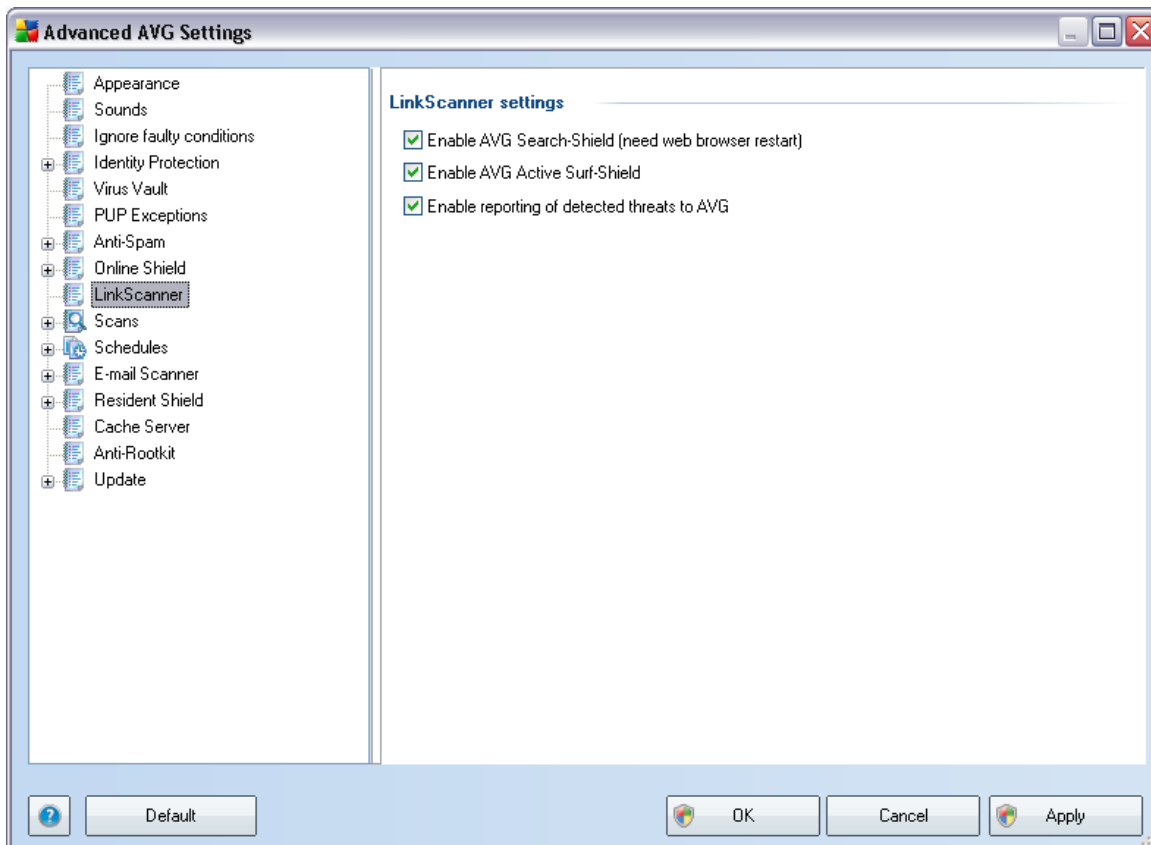 Advanced AVG Settings
Appearance
Sounds
Ignore faulty conditions
Identity Protection
Virus Vault
PUP Exceptions
Anti-Spam
Online Shield
LinkScanner
Scans
Schedules
E-mail Scanner
Resident Shield
Cache Server
Anti-Rootkit
Update
LinkScanner settings
Enable AVG Search-Shield (need web browser restart)
Enable AVG Active Surf-Shield
Enable reporting of detected threats to AVG
?
Default
OK
Cancel
Apply